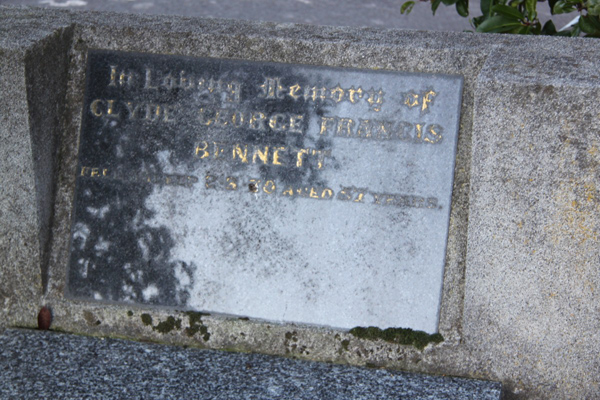 In Loving Memory of
CLYDE GEORGE FRANCIS
BENNETT
AGED YEARS.